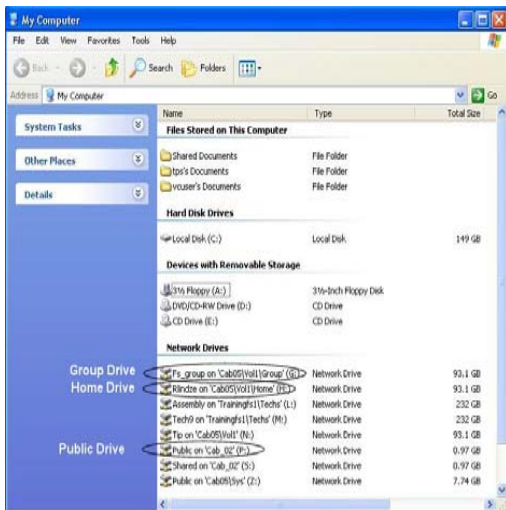 My Computer
File Edit View Favorites Tools Help
Back Search Folders
Address My Computer Go
Name Type Total Size
System Tasks
Other Places
Details
Files Stored on This Computer
Shared Documents File Folder
tps's Documents File Folder
vouser's Documents File Folder
Hard Disk Drives
Local Disk (C:) Local Disk 149 GB
Devices with Removable Storage
3½ Floppy (A:) 3½-Inch Floppy Disk
DVD/CD-RW Drive (D:) CD Drive
CD Drive (E:) CD Drive
Network Drives
Group Drive Fs_group on 'Cab05\Vol1\Group' (G:) Network Drive 93.1 GB
Home Drive on 'Cab05\Vol1\Home' (H:) Network Drive 93.1 GB
Assembly on 'Trainingfs1\Techs' (L:) Network Drive 232 GB
Tech9 on 'Trainingfs1\Techs' (M:) Network Drive 232 GB
Tip on 'Cab05\Vol1' (N:) Network Drive 93.1 GB
Public Drive Public on 'Cab_02' (P:) Network Drive 0.97 GB
Shared on 'Cab_02' (S:) Network Drive 0.97 GB
Public on 'Cab05\Sys' (Z:) Network Drive 7.74 GB